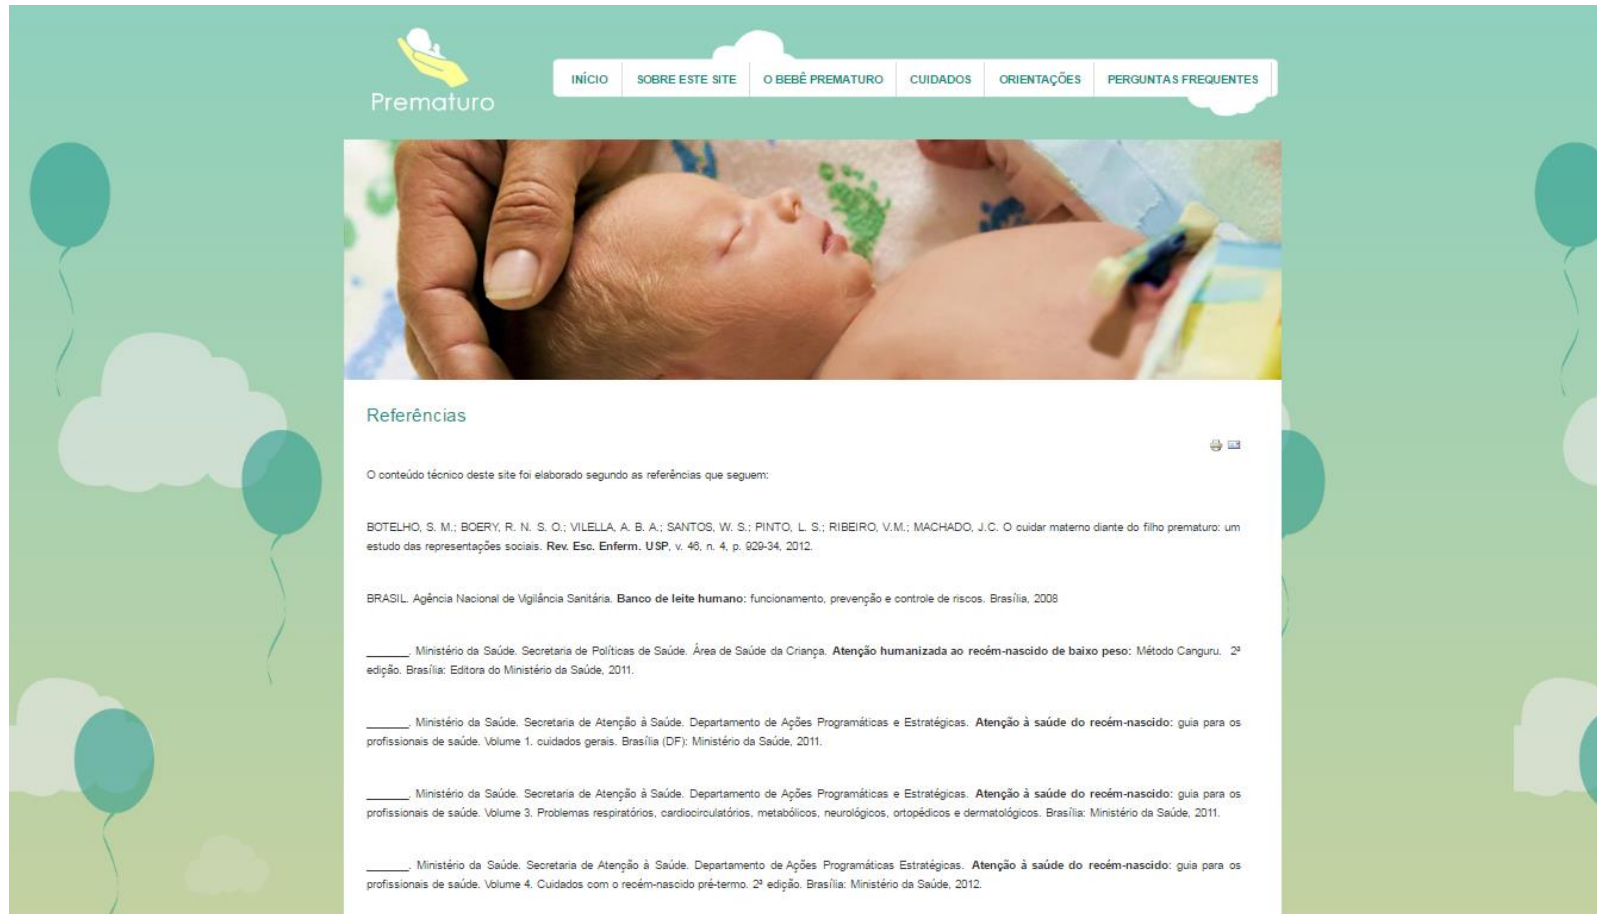 Prematuro
INÍCIO SOBRE ESTE SITE O BEBÊ PREMATURO CUIDADOS ORIENTAÇÕES PERGUNTAS FREQUENTES
Referências
O conteúdo técnico deste site foi elaborado segundo as referências que seguem:
BOTELHO, S. M.; BOERY, R. N. S. O.; VILELLA, A. B. A.; SANTOS, W. S.; PINTO, L. S.; RIBEIRO, V.M.; MACHADO, J.C. O cuidar materno diante do filho prematuro: um
estudo das representações sociais. Rev. Esc. Enferm. USP, v. 46, n. 4, p. 929-34, 2012.
BRASIL. Agência Nacional de Vigilância Sanitária. Banco de leite humano: funcionamento, prevenção e controle de riscos. Brasília, 2008
______. Ministério da Saúde. Secretaria de Políticas de Saúde. Área de Saúde da Criança. Atenção humanizada ao recém-nascido de baixo peso: Método Canguru. 2ª
edição. Brasília: Editora do Ministério da Saúde, 2011.
______. Ministério da Saúde. Secretaria de Atenção à Saúde. Departamento de Ações Programáticas e Estratégicas. Atenção à saúde do recém-nascido: guia para os
profissionais de saúde. Volume 1. cuidados gerais. Brasília (DF): Ministério da Saúde, 2011.
______. Ministério da Saúde. Secretaria de Atenção à Saúde. Departamento de Ações Programáticas e Estratégicas. Atenção à saúde do recém-nascido: guia para os
profissionais de saúde. Volume 3. Problemas respiratórios, cardiocirculatórios, metabólicos, neurológicos, ortopédicos e dermatológicos. Brasília: Ministério da Saúde, 2011.
______. Ministério da Saúde. Secretaria de Atenção à Saúde. Departamento de Ações Programáticas Estratégicas. Atenção à saúde do recém-nascido: guia para os
profissionais de saúde. Volume 4. Cuidados com o recém-nascido pré-termo. 2ª edição. Brasília: Ministério da Saúde, 2012.